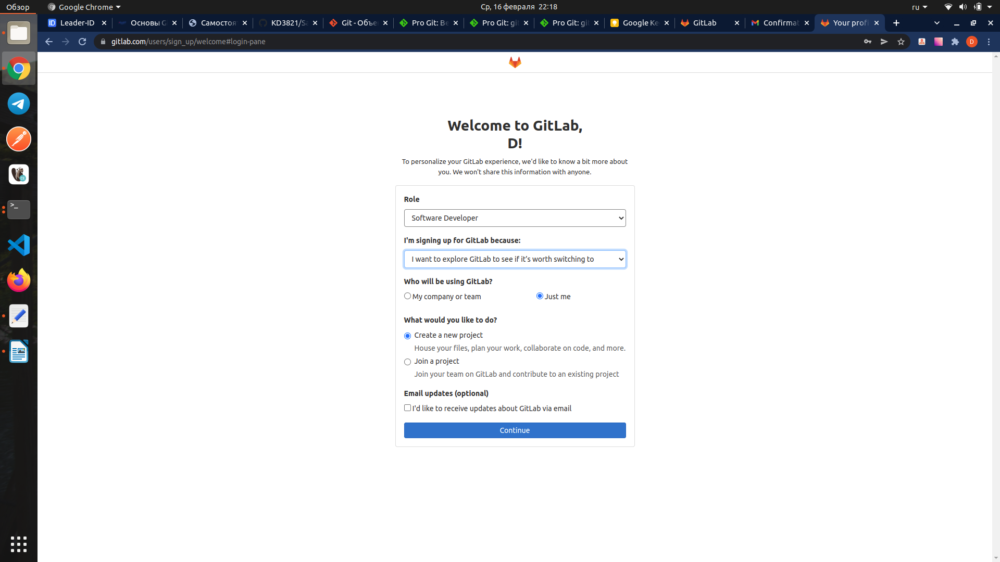 Обзор
Google Chrome
Ср, 16 февраля 22:18
ru
ID
Leader-ID
Основы G
Самостоя
KD3821/Sa
Git - Объе
Pro Git: Ве
Pro Git: gi
Pro Git: gi
Google Ke
GitLab
Confirmat
Your profi
gitlab.com/users/sign_up/welcome#login-pane
D
Welcome to GitLab,
D!
To personalize your GitLab experience, we'd like to know a bit more about
you. We won't share this information with anyone.
Role
Software Developer
I'm signing up for GitLab because:
I want to explore GitLab to see if it’s worth switching to
Who will be using GitLab?
My company or team
Just me
What would you like to do?
Create a new project
House your files, plan your work, collaborate on code, and more.
Join a project
Join your team on GitLab and contribute to an existing project
Email updates (optional)
I'd like to receive updates about GitLab via email
Continue
CE
>_